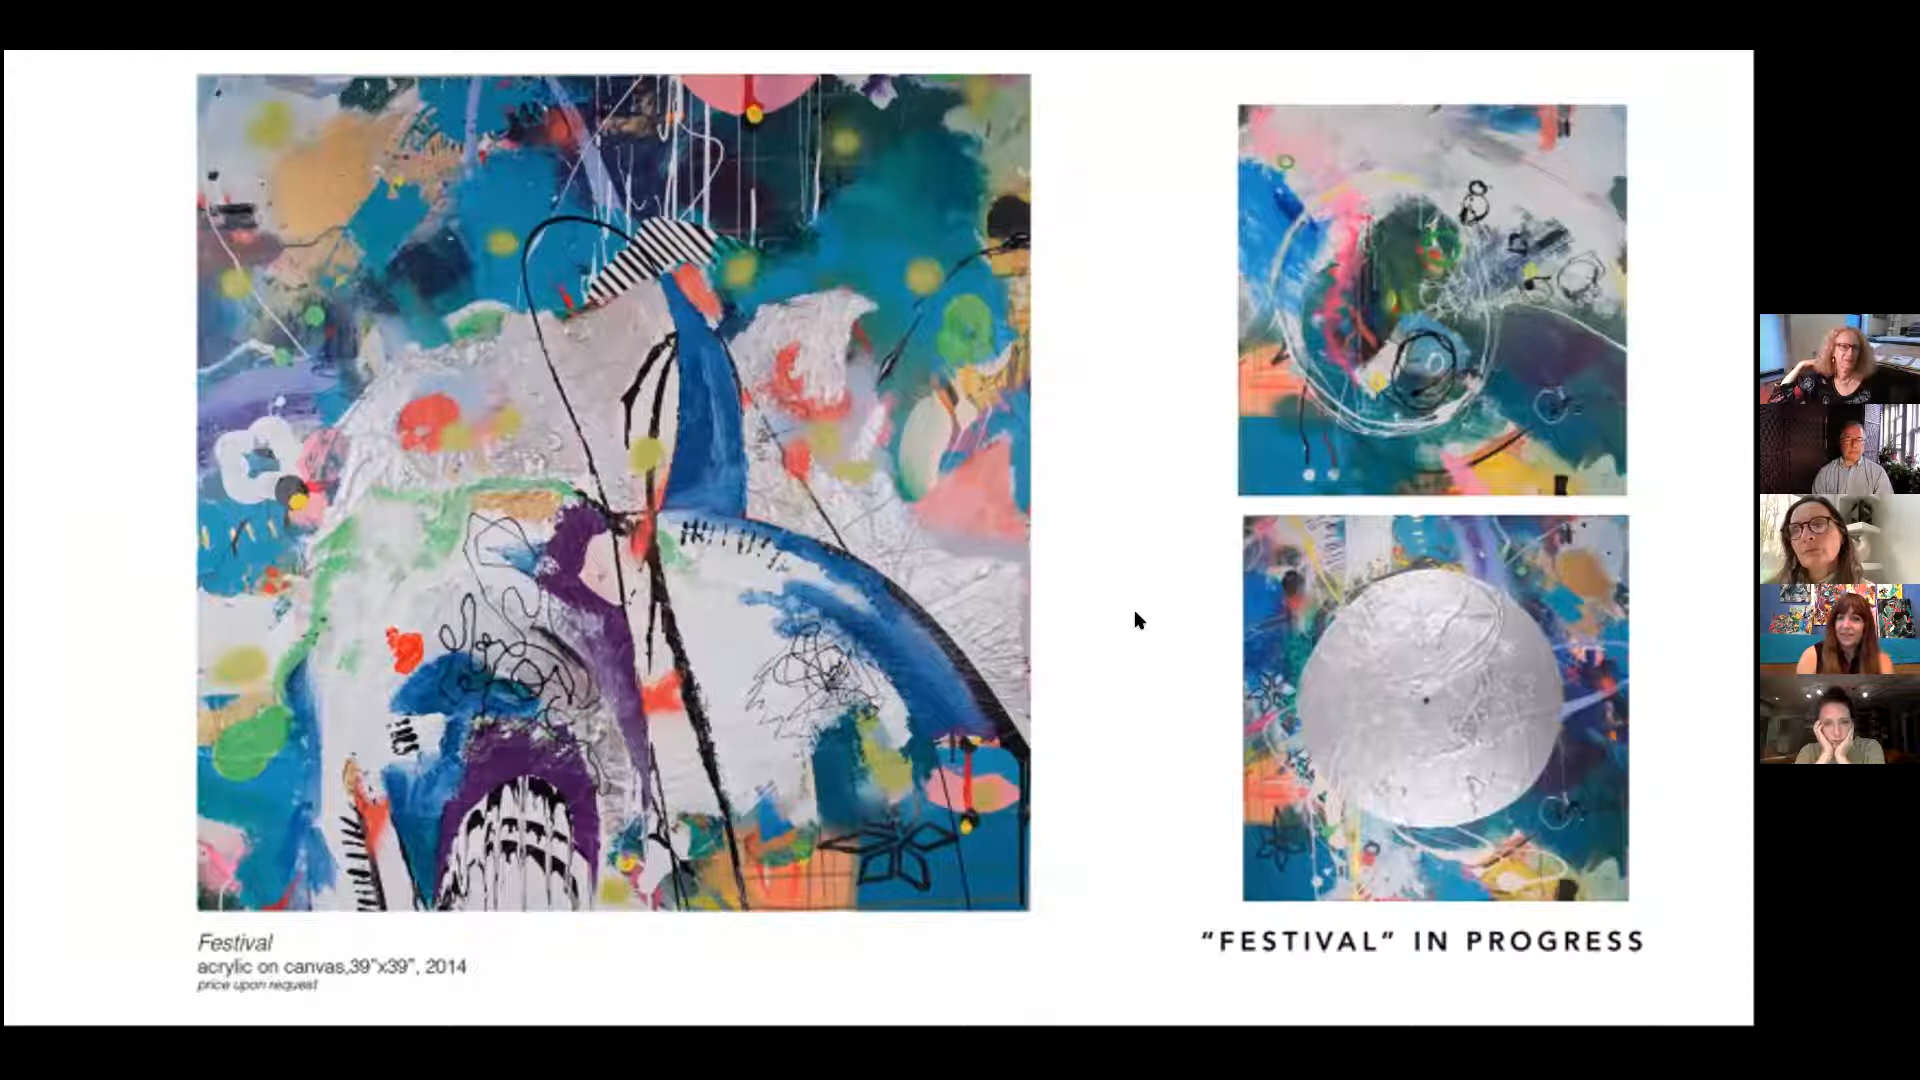 Festival
acrylic on canvas,39"x39", 2014
price upon request
"FESTIVAL" IN PROGRESS